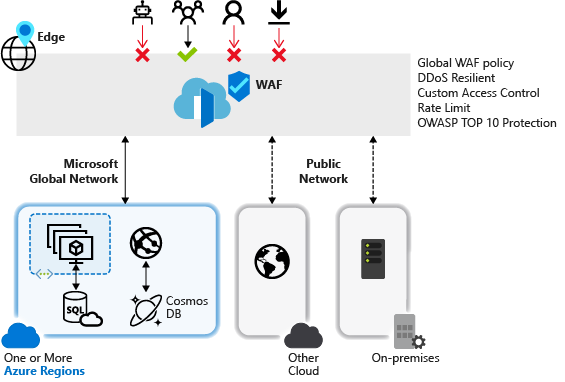 Edge
WAF
Global WAF policy
DDoS Resilient
Custom Access Control
Rate Limit
OWASP TOP 10 Protection
Microsoft
Global Network
Public
Network
SQL
Cosmos
DB
One or More
Azure Regions
Other
Cloud
On-premises